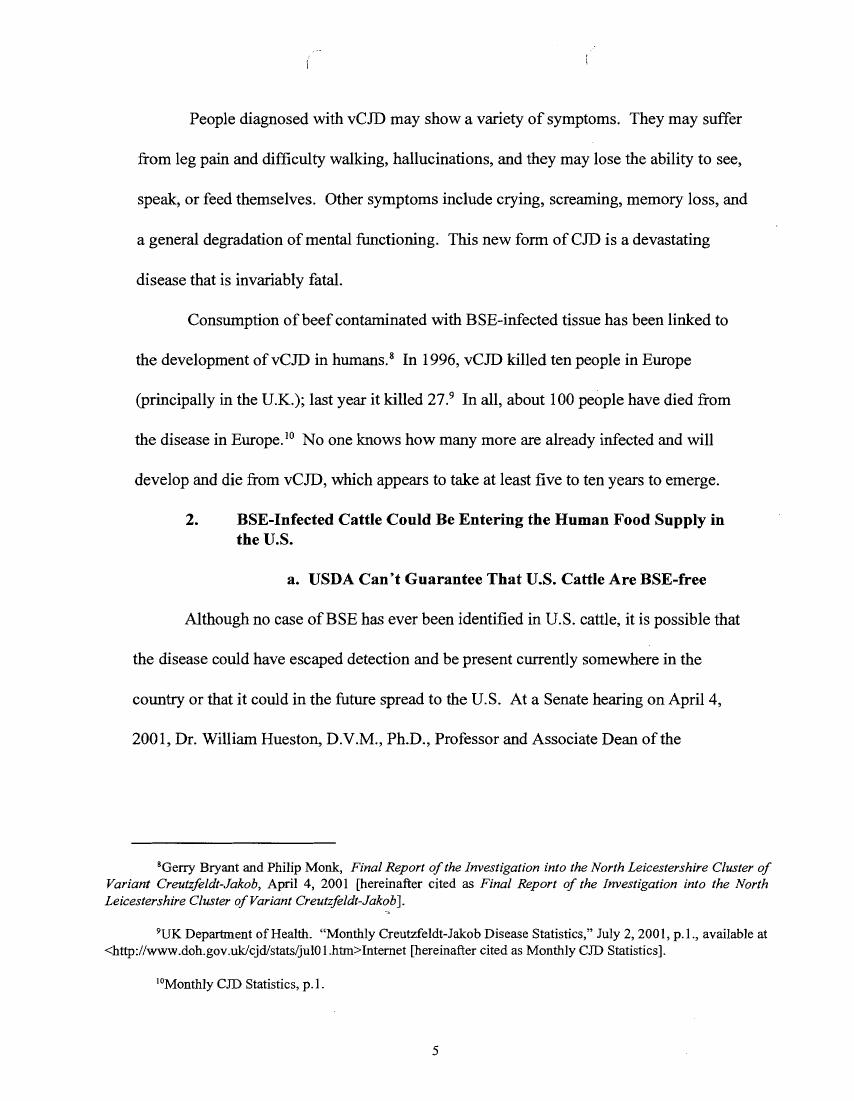 People diagnosed with vCJD may show a variety of symptoms. They may suffer
from leg pain and difficulty walking, hallucinations, and they may lose the ability to see,
speak, or feed themselves. Other symptoms include crying, screaming, memory loss, and
a general degradation of mental functioning. This new form of CJD is a devastating
disease that is invariably fatal.
Consumption of beef contaminated with BSE-infected tissue has been linked to
the development of vCJD in humans.⁸ In 1996, vCJD killed ten people in Europe
(principally in the U.K.); last year it killed 27.⁹ In all, about 100 people have died from
the disease in Europe.¹⁰ No one knows how many more are already infected and will
develop and die from vCJD, which appears to take at least five to ten years to emerge.
2. BSE-Infected Cattle Could Be Entering the Human Food Supply in
the U.S.
a. USDA Can't Guarantee That U.S. Cattle Are BSE-free
Although no case of BSE has ever been identified in U.S. cattle, it is possible that
the disease could have escaped detection and be present currently somewhere in the
country or that it could in the future spread to the U.S. At a Senate hearing on April 4,
2001, Dr. William Hueston, D.V.M., Ph.D., Professor and Associate Dean of the
⁸Gerry Bryant and Philip Monk, Final Report of the Investigation into the North Leicestershire Cluster of
Variant Creutzfeldt-Jakob, April 4, 2001 [hereinafter cited as Final Report of the Investigation into the North
Leicestershire Cluster of Variant Creutzfeldt-Jakob].
⁹UK Department of Health. "Monthly Creutzfeldt-Jakob Disease Statistics," July 2, 2001, p.1., available at
<http://www.doh.gov.uk/cjd/stats/jul01.htm>Internet [hereinafter cited as Monthly CJD Statistics].
¹⁰Monthly CJD Statistics, p.1.
5